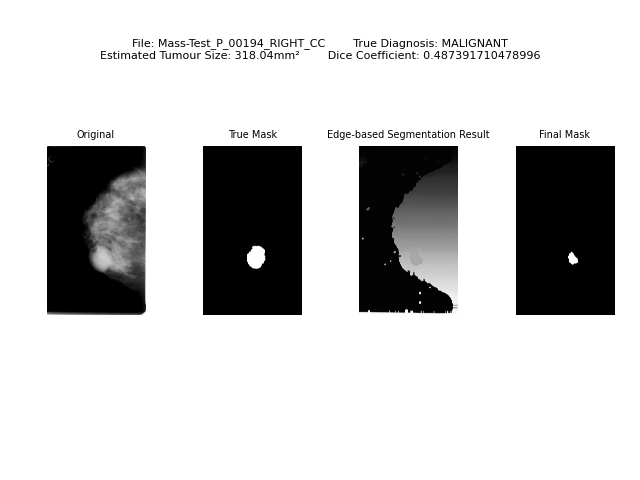 File: Mass-Test_P_00194_RIGHT_CC True Diagnosis: MALIGNANT
Estimated Tumour Size: 318.04mm² Dice Coefficient: 0.487391710478996
Original True Mask Edge-based Segmentation Result Final Mask